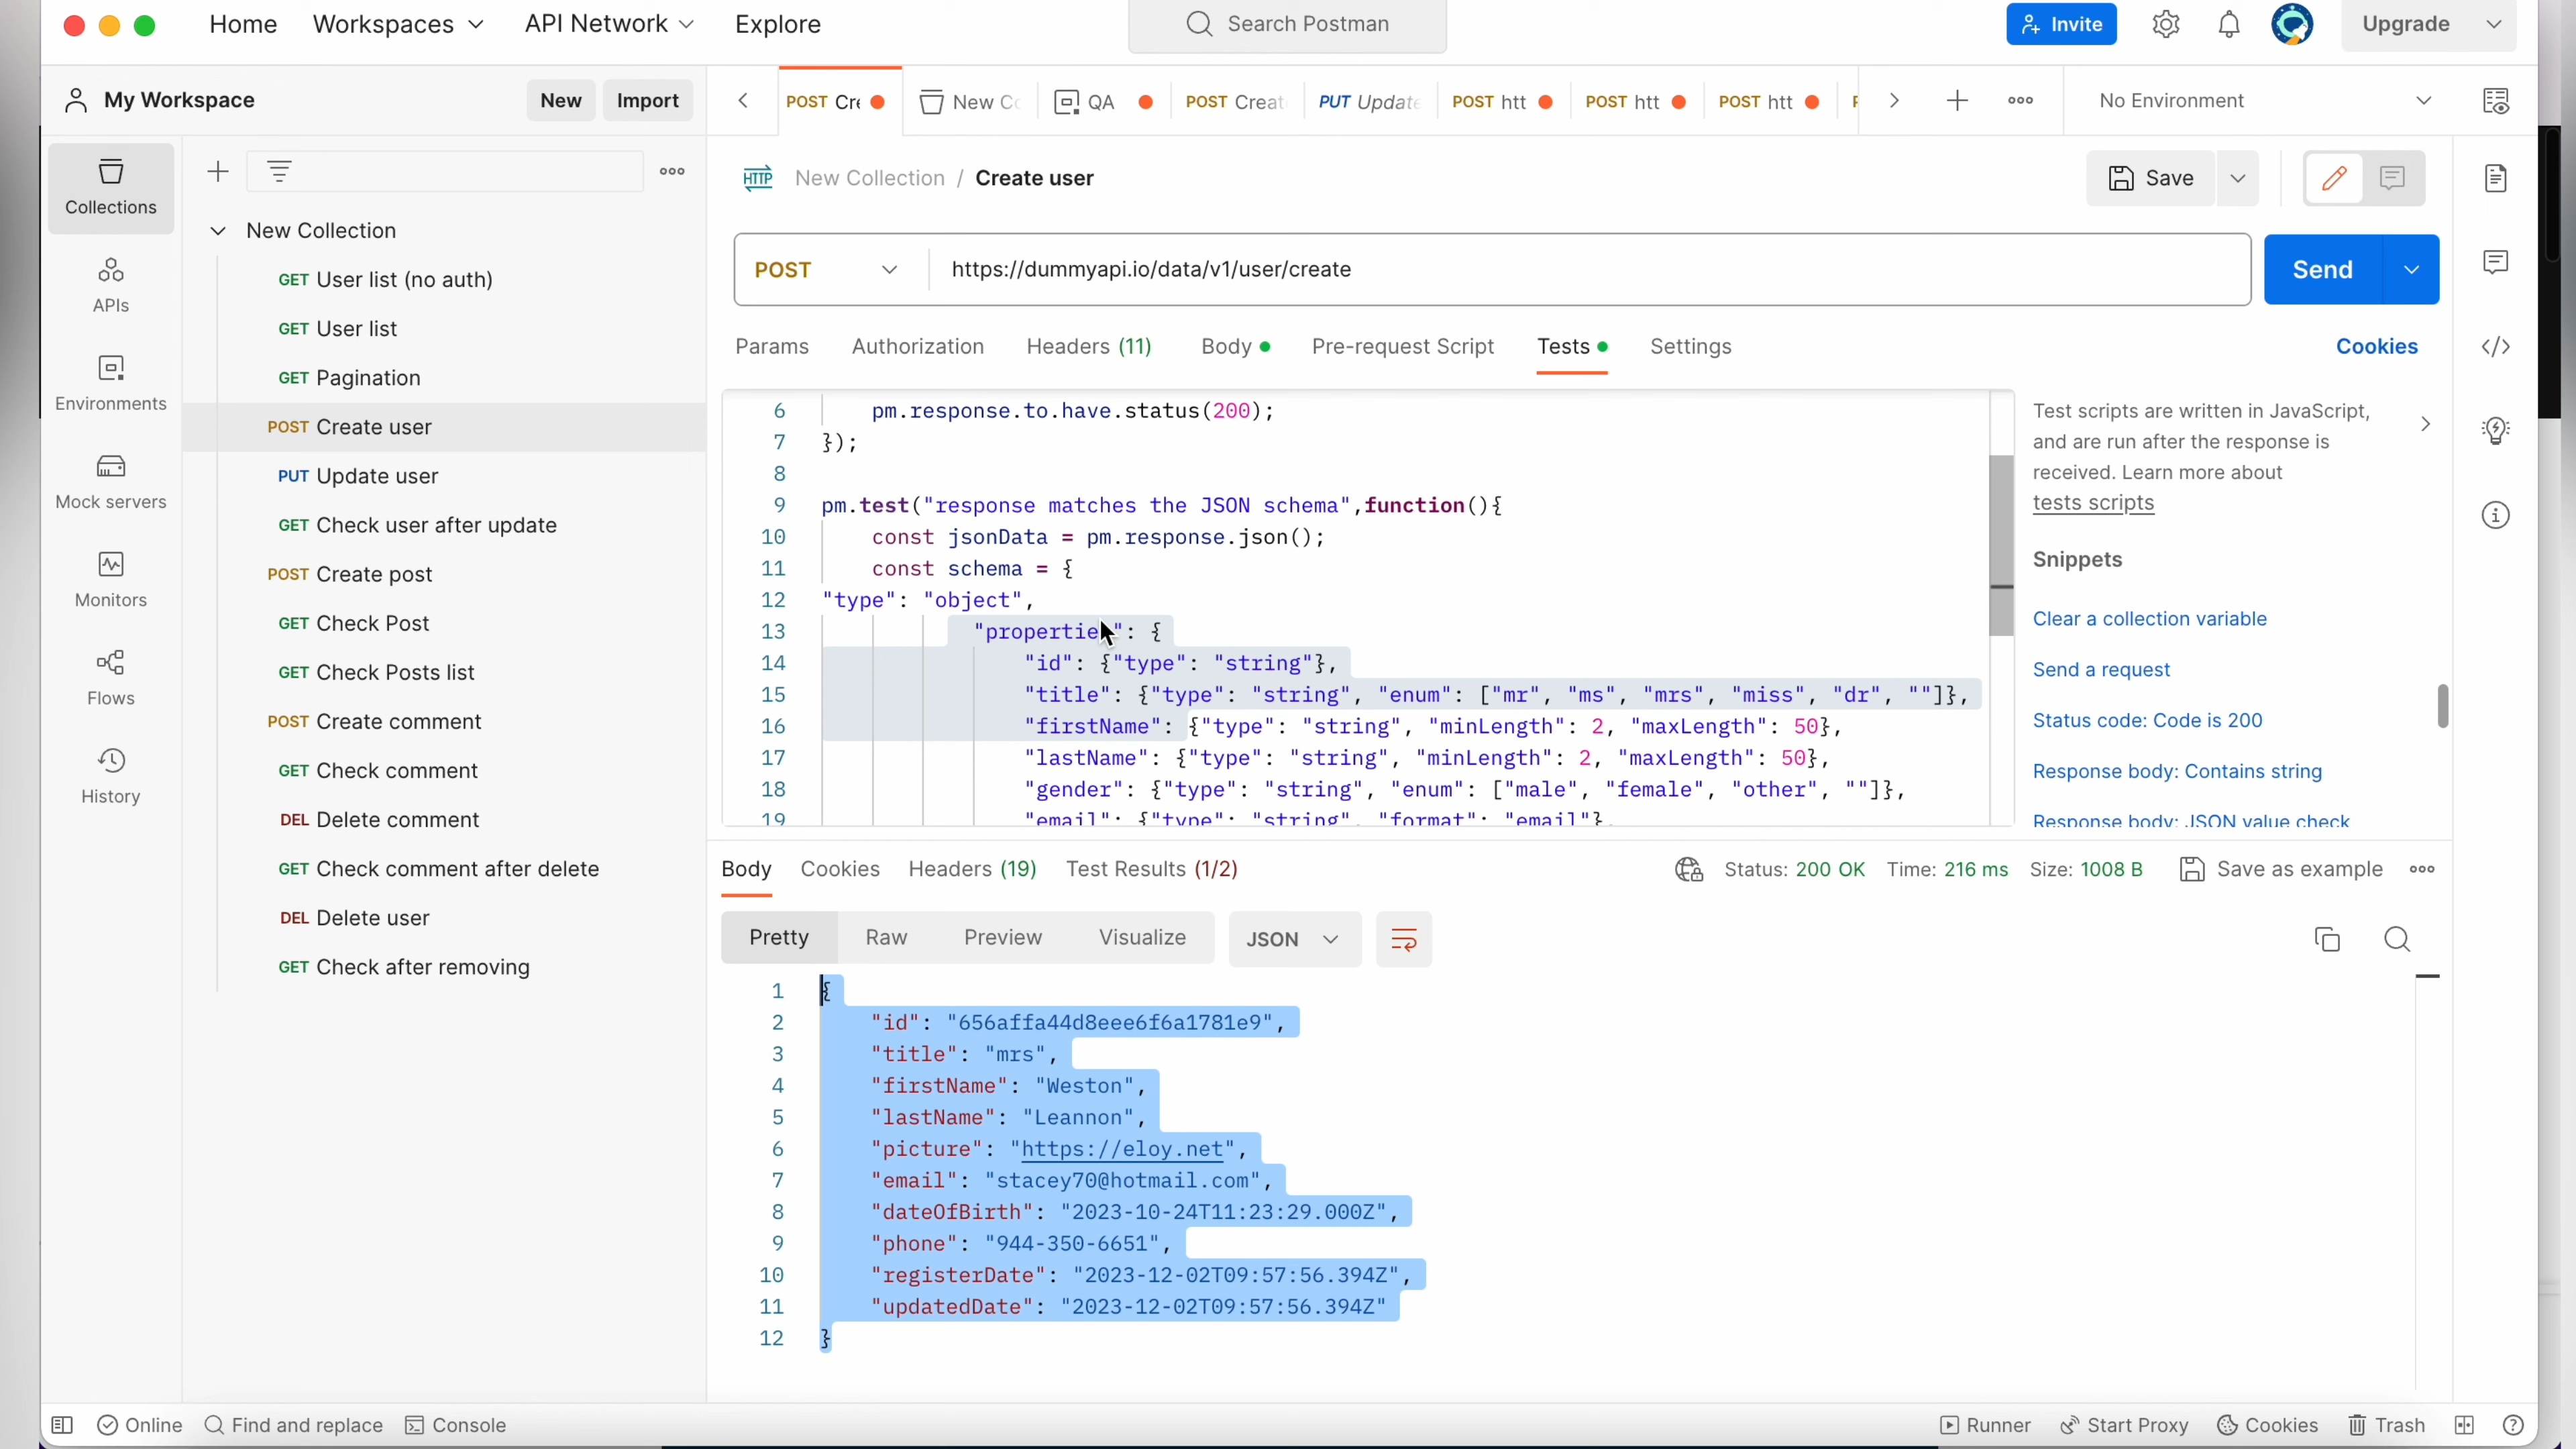 Home Workspaces API Network Explore Search Postman Invite Upgrade
My Workspace New Import POST Cre New Co QA POST Creat PUT Update POST htt POST htt POST htt No Environment
Collections
APIs
Environments
Mock servers
Monitors
Flows
History
New Collection
GET User list (no auth)
GET User list
GET Pagination
POST Create user
PUT Update user
GET Check user after update
POST Create post
GET Check Post
GET Check Posts list
POST Create comment
GET Check comment
DEL Delete comment
GET Check comment after delete
DEL Delete user
GET Check after removing
HTTP New Collection / Create user Save
POST https://dummyapi.io/data/v1/user/create Send
Params Authorization Headers (11) Body Pre-request Script Tests Settings Cookies
6 pm.response.to.have.status(200);
7 });
8
9 pm.test("response matches the JSON schema",function(){
10 const jsonData = pm.response.json();
11 const schema = {
12 "type": "object",
13 "propertie": {
14 "id": {"type": "string"},
15 "title": {"type": "string", "enum": ["mr", "ms", "mrs", "miss", "dr", ""]},
16 "firstName": {"type": "string", "minLength": 2, "maxLength": 50},
17 "lastName": {"type": "string", "minLength": 2, "maxLength": 50},
18 "gender": {"type": "string", "enum": ["male", "female", "other", ""]},
19 "email": {"type": "string", "format": "email"},
Test scripts are written in JavaScript,
and are run after the response is
received. Learn more about
tests scripts
Snippets
Clear a collection variable
Send a request
Status code: Code is 200
Response body: Contains string
Response body: JSON value check
Body Cookies Headers (19) Test Results (1/2) Status: 200 OK Time: 216 ms Size: 1008 B Save as example
Pretty Raw Preview Visualize JSON
1 {
2 "id": "656affa44d8eee6f6a1781e9",
3 "title": "mrs",
4 "firstName": "Weston",
5 "lastName": "Leannon",
6 "picture": "https://eloy.net",
7 "email": "stacey70@hotmail.com",
8 "dateOfBirth": "2023-10-24T11:23:29.000Z",
9 "phone": "944-350-6651",
10 "registerDate": "2023-12-02T09:57:56.394Z",
11 "updatedDate": "2023-12-02T09:57:56.394Z"
12 }
Online Find and replace Console Runner Start Proxy Cookies Trash